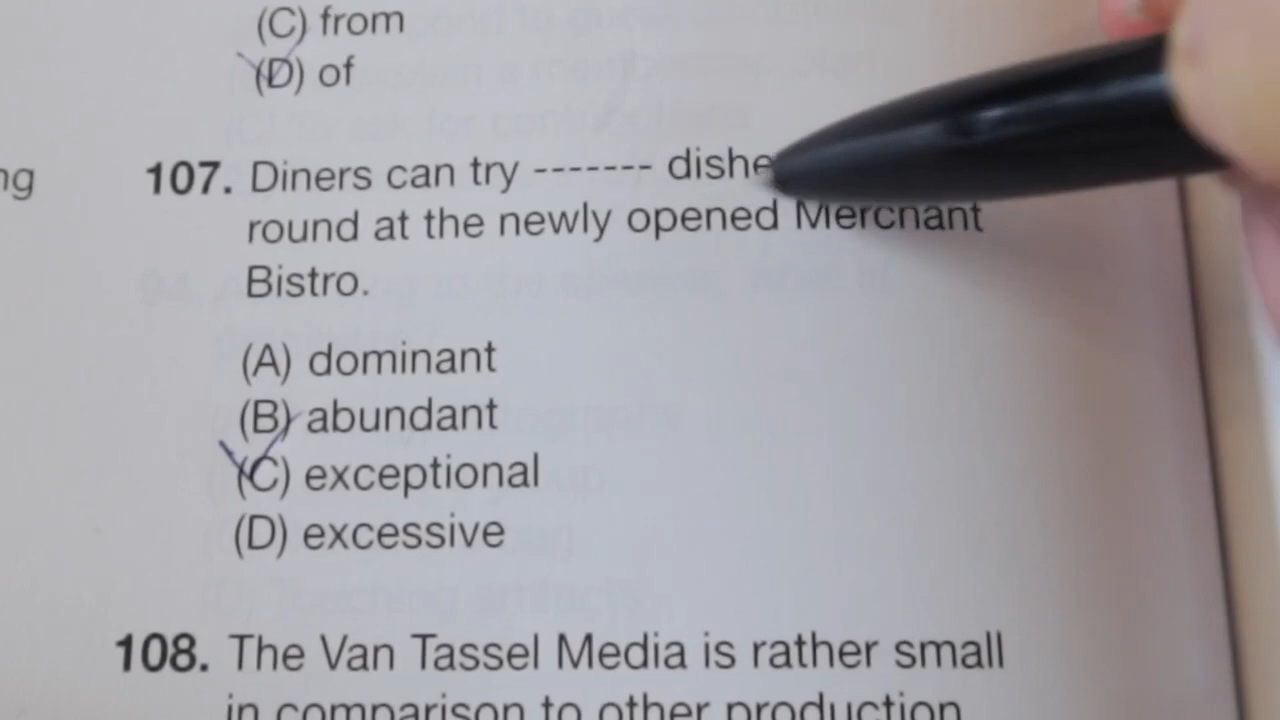 (C) from
(D) of
ng
107. Diners can try ------- dishe
round at the newly opened Merchant
Bistro.
(A) dominant
(B) abundant
(C) exceptional
(D) excessive
108. The Van Tassel Media is rather small
in comparison to other production